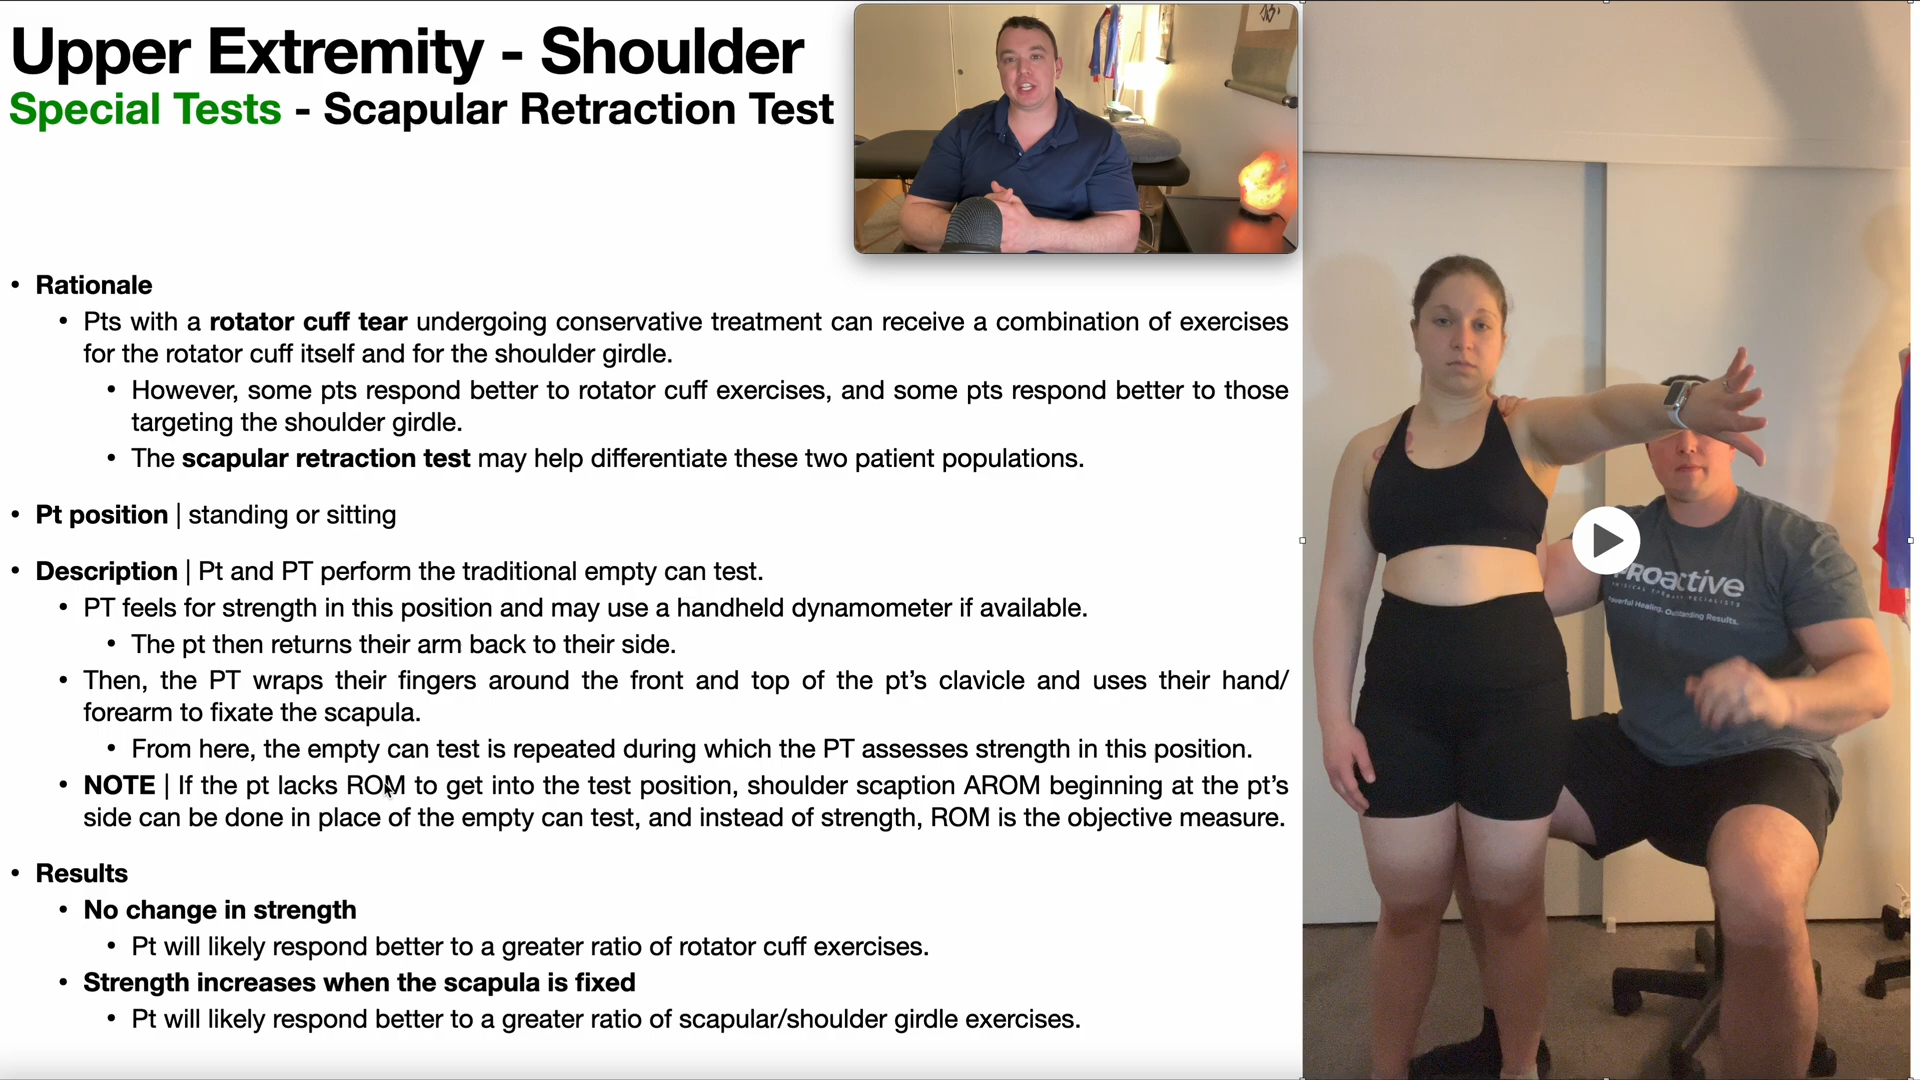 Upper Extremity - Shoulder
Special Tests - Scapular Retraction Test
• Rationale
• Pts with a rotator cuff tear undergoing conservative treatment can receive a combination of exercises
for the rotator cuff itself and for the shoulder girdle.
• However, some pts respond better to rotator cuff exercises, and some pts respond better to those
targeting the shoulder girdle.
• The scapular retraction test may help differentiate these two patient populations.
• Pt position | standing or sitting
• Description | Pt and PT perform the traditional empty can test.
• PT feels for strength in this position and may use a handheld dynamometer if available.
• The pt then returns their arm back to their side.
• Then, the PT wraps their fingers around the front and top of the pt’s clavicle and uses their hand/
forearm to fixate the scapula.
• From here, the empty can test is repeated during which the PT assesses strength in this position.
• NOTE | If the pt lacks ROM to get into the test position, shoulder scaption AROM beginning at the pt’s
side can be done in place of the empty can test, and instead of strength, ROM is the objective measure.
• Results
• No change in strength
• Pt will likely respond better to a greater ratio of rotator cuff exercises.
• Strength increases when the scapula is fixed
• Pt will likely respond better to a greater ratio of scapular/shoulder girdle exercises.
PROactive
Healing. Outstanding Results.